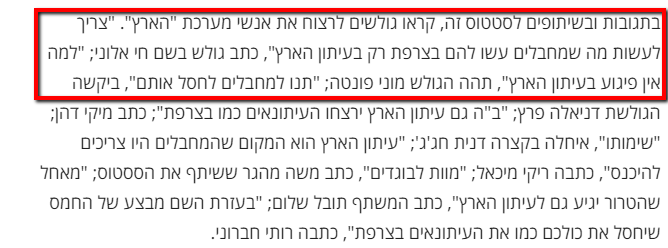 בתגובות ובשיתופים לסטטוס זה, קראו גולשים לרצוח את אנשי מערכת "הארץ". "צריך
לעשות מה שמחבלים עשו להם בצרפת רק בעיתון הארץ", כתב גולש בשם חי אלוני; "למה
אין פיגוע בעיתון הארץ", תהה הגולש מוני פונטה; "תנו למחבלים לחסל אותם", ביקשה
הגולשת דניאלה פרץ; "ב"ה גם עיתון הארץ ירצחו העיתונאים כמו בצרפת"; כתב מיקי דהן;
"שימותו", איחלה בקצרה דנית חג'ג'; "עיתון הארץ הוא המקום שהמחבלים היו צריכים
להיכנס", כתבה ריקי מיכאל; "מוות לבוגדים", כתב משה מהגר ששיתף את הססטוס; "מאחל
שהטרור יגיע גם לעיתון הארץ", כתב המשתף תובל שלום; "בעזרת השם מבצע של החמס
שיחסל את כולכם כמו את העיתונאים בצרפת", כתבה רותי חברוני.